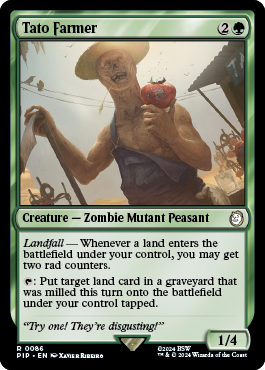 Tato Farmer 2
Creature — Zombie Mutant Peasant
Landfall — Whenever a land enters the
battlefield under your control, you may get
two rad counters.
: Put target land card in a graveyard that
was milled this turn onto the battlefield
under your control tapped.
“Try one! They’re disgusting!”
1/4
R 0086
PIP • EN Xavier Ribeiro
©2024 BSW
™ & © 2024 Wizards of the Coast